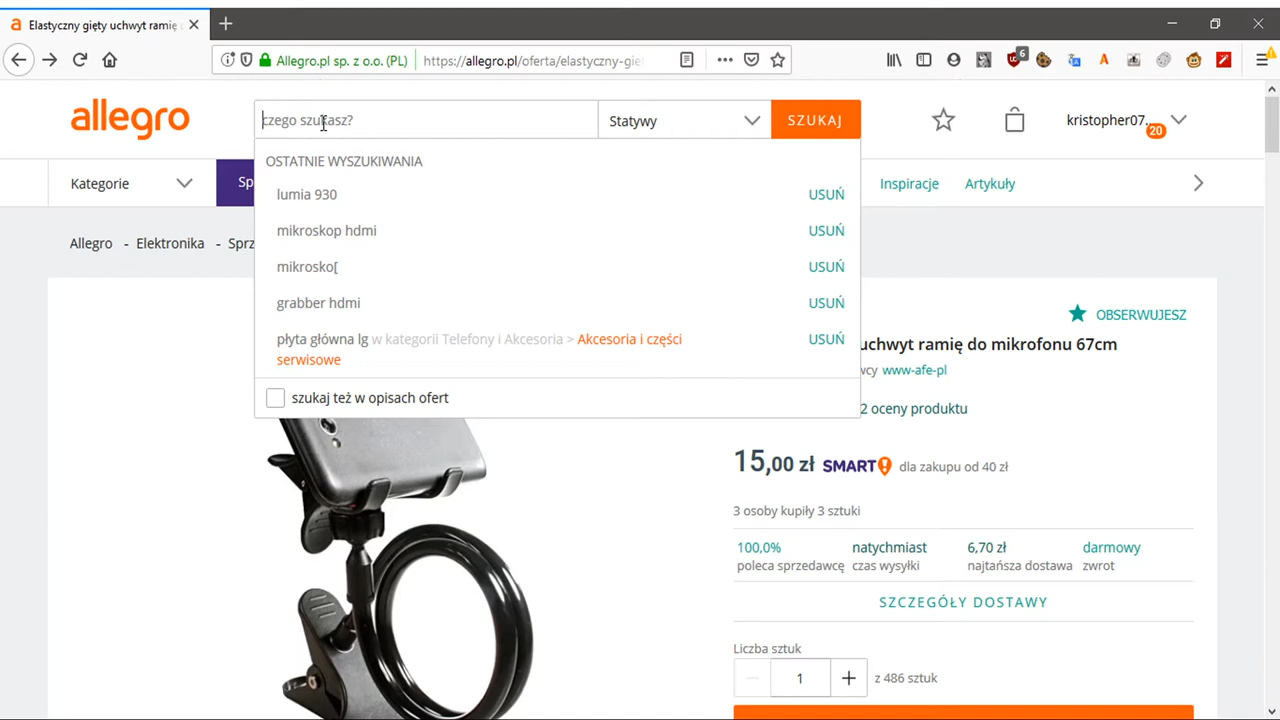 Elastyczny gięty uchwyt ramię
Allegro.pl sp. z o.o. (PL)
https://allegro.pl/oferta/elastyczny-gię
6
allegro
czego szukasz?
Statywy
SZUKAJ
kristopher07...
20
Kategorie
Sp
Inspiracje
Artykuły
OSTATNIE WYSZUKIWANIA
lumia 930
USUŃ
mikroskop hdmi
USUŃ
mikrosko[
USUŃ
grabber hdmi
USUŃ
płyta główna lg w kategorii Telefony i Akcesoria > Akcesoria i części
serwisowe
USUŃ
szukaj też w opisach ofert
Allegro - Elektronika - Sprz
OBSERWUJESZ
uchwyt ramię do mikrofonu 67cm
wcy www-afe-pl
2 oceny produktu
15,00 zł SMART! dla zakupu od 40 zł
3 osoby kupiły 3 sztuki
100,0% natychmiast 6,70 zł darmowy
poleca sprzedawcę czas wysyłki najtańsza dostawa zwrot
SZCZEGÓŁY DOSTAWY
Liczba sztuk
1
z 486 sztuk